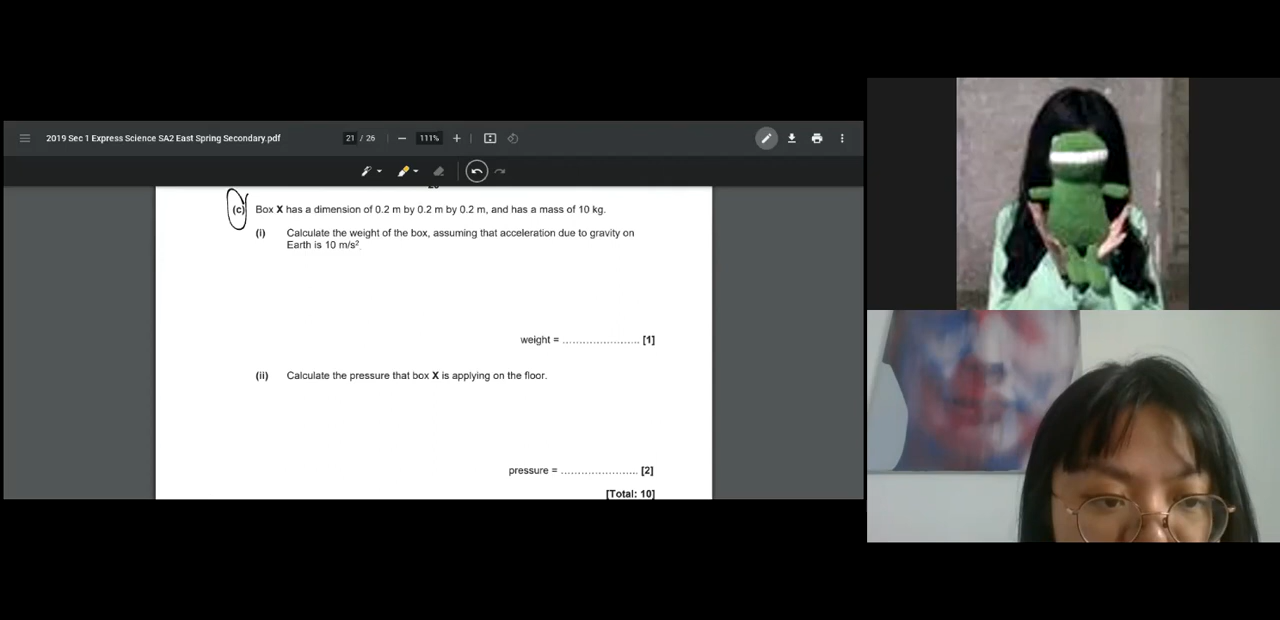 2019 Sec 1 Express Science SA2 East Spring Secondary.pdf 21 / 26 111%
(c) Box X has a dimension of 0.2 m by 0.2 m by 0.2 m, and has a mass of 10 kg.
(i) Calculate the weight of the box, assuming that acceleration due to gravity on
Earth is 10 m/s².
weight = ...................... [1]
(ii) Calculate the pressure that box X is applying on the floor.
pressure = ...................... [2]
[Total: 10]